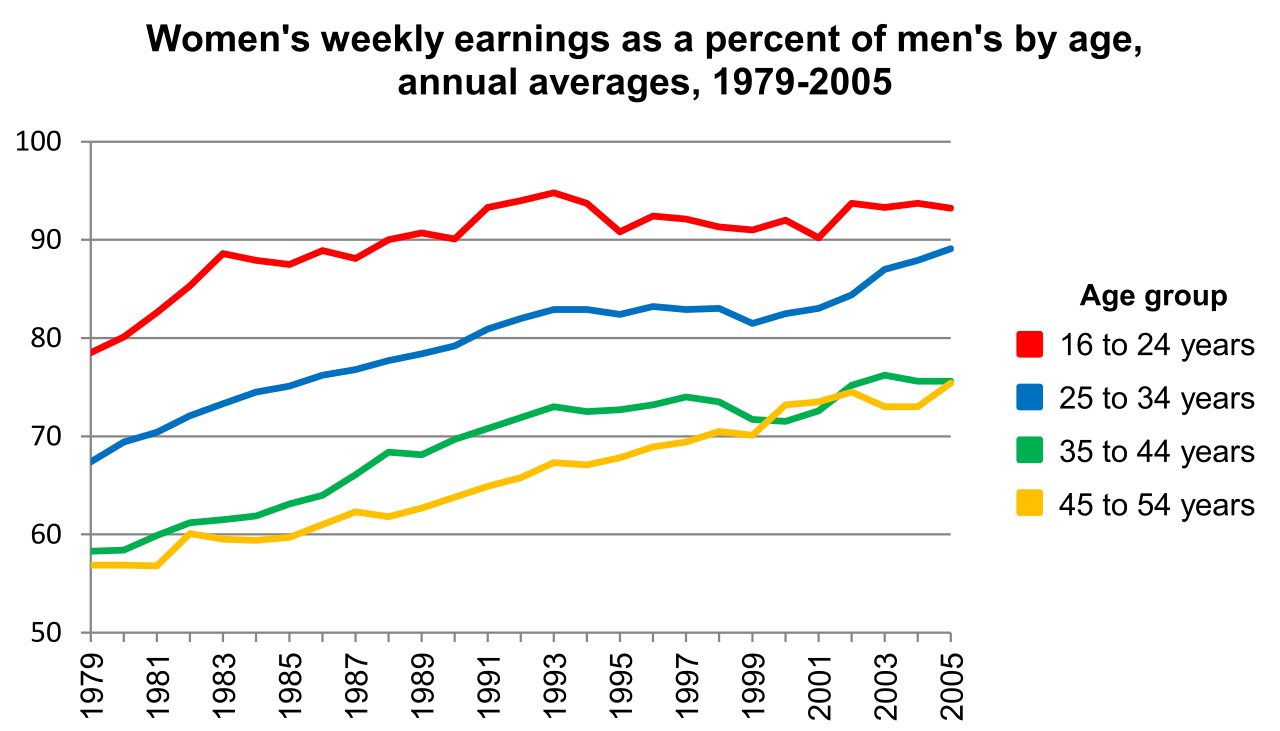 Women's weekly earnings as a percent of men's by age,
annual averages, 1979-2005
100
90
80
70
60
50
1979
1981
1983
1985
1987
1989
1991
1993
1995
1997
1999
2001
2003
2005
Age group
16 to 24 years
25 to 34 years
35 to 44 years
45 to 54 years